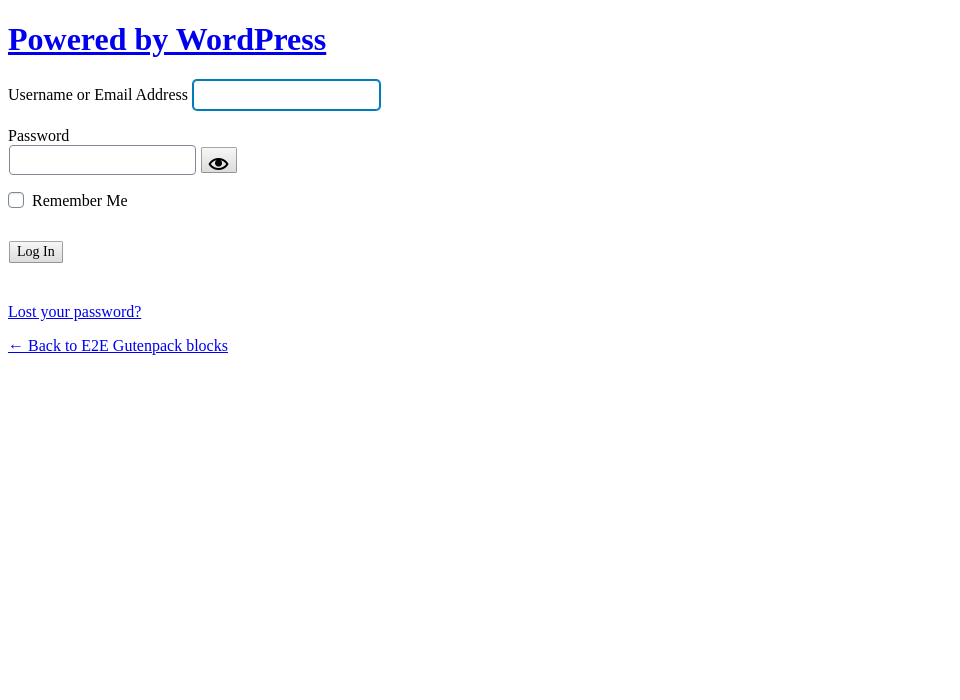 Powered by WordPress
Username or Email Address
Password
Remember Me
Log In
Lost your password?
← Back to E2E Gutenpack blocks